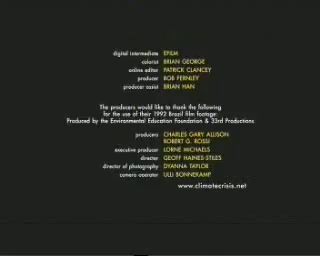 digital intermediate EFILM
colorist BRIAN GEORGE
online editor PATRICK CLANCEY
producer BOB FERNLEY
producer assist BRIAN HAN
The producers would like to thank the following
for the use of their 1992 Brazil film footage:
Produced by the Environmental Education Foundation & 33rd Productions
producers CHARLES GARY ALLISON
ROBERT G. ROSSI
executive producer LORNE MICHAELS
director GEOFF HAINES-STILES
director of photography DYANNA TAYLOR
camera operator ULLI BONNEKAMP
www.climatecrisis.net